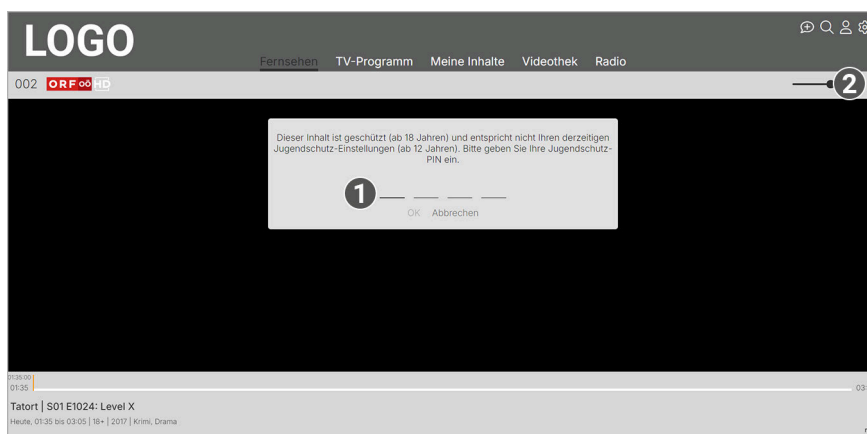 LOGO
Fernsehen TV-Programm Meine Inhalte Videothek Radio
002 ORF oö HD
2
Dieser Inhalt ist geschützt (ab 18 Jahren) und entspricht nicht Ihren derzeitigen
Jugendschutz-Einstellungen (ab 12 Jahren). Bitte geben Sie Ihre Jugendschutz-
PIN ein.
1
OK Abbrechen
01:35:00
01:35 03:
Tatort | S01 E1024: Level X
Heute, 01:35 bis 03:05 | 18+ | 2017 | Krimi, Drama